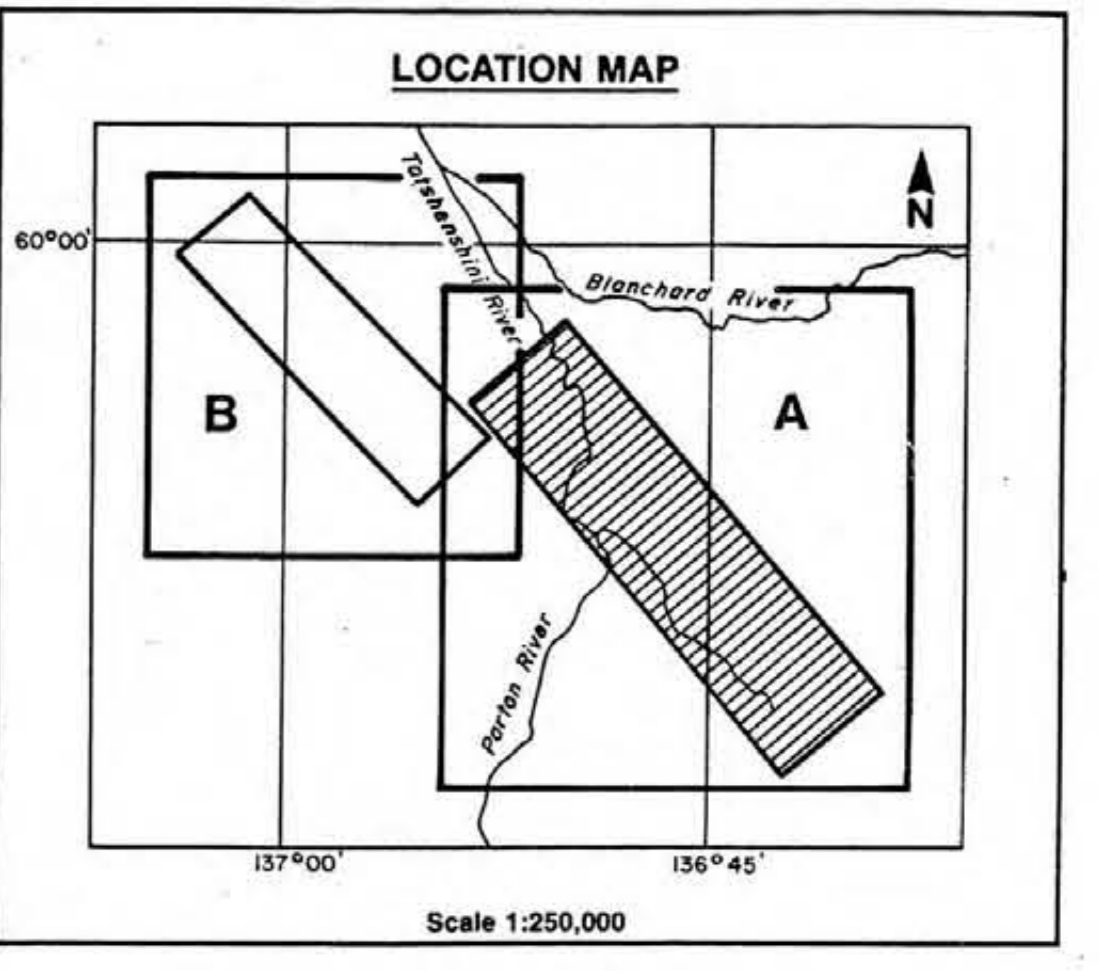 LOCATION MAP
N
Tatshenshini River
60°00'
Blanchard River
B
A
Parton River
137°00'
136°45'
Scale 1:250,000